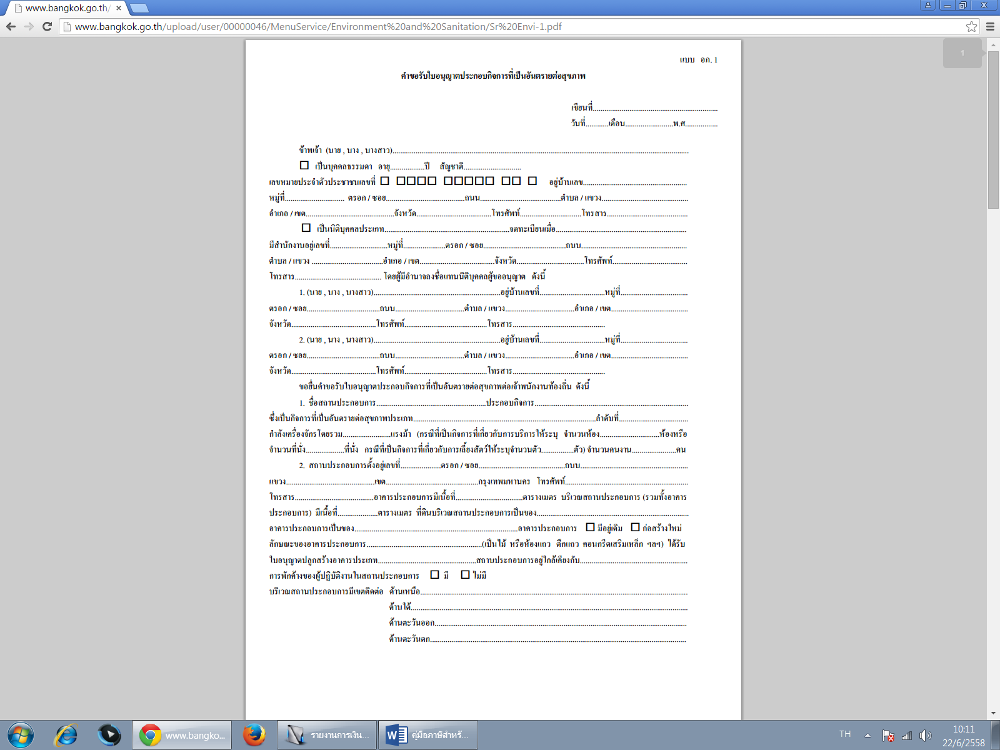 www.bangkok.go.th/
www.bangkok.go.th/upload/user/00000046/MenuService/Environment%20and%20Sanitation/Sr%20Envi-1.pdf
1
แบบ อภ. 1
คำขอรับใบอนุญาตประกอบกิจการที่เป็นอันตรายต่อสุขภาพ
เขียนที่................................................................
วันที่............เดือน.........................พ.ศ.................
ข้าพเจ้า (นาย , นาง , นางสาว)................................................................................
☐ เป็นบุคคลธรรมดา อายุ..................ปี สัญชาติ..............................
เลขหมายประจำตัวประชาชนเลขที่ ☐ ☐☐☐☐ ☐☐☐☐☐ ☐☐ ☐ อยู่บ้านเลข......................................................
หมู่ที่............................... ตรอก / ซอย.........................................ถนน..........................................ตำบล / แขวง.............................................
อำเภอ / เขต..............................................จังหวัด.......................................โทรศัพท์................................โทรสาร..........................................
☐ เป็นนิติบุคคลประเภท.................................................................จดทะเบียนเมื่อ....................................................................
มีสำนักงานอยู่เลขที่..............................หมู่ที่......................ตรอก / ซอย...........................................ถนน.......................................................
ตำบล / แขวง .....................................อำเภอ / เขต.......................................จังหวัด...................................โทรศัพท์.......................................
โทรสาร............................................. โดยผู้มีอำนาจลงชื่อแทนนิติบุคคลผู้ขออนุญาต ดังนี้
1. (นาย , นาง , นางสาว)..................................................................อยู่บ้านเลขที่..................................หมู่ที่...................................
ตรอก / ซอย......................................ถนน....................................ตำบล / แขวง....................................อำเภอ / เขต........................................
จังหวัด............................................โทรศัพท์...........................................โทรสาร................................................
2. (นาย , นาง , นางสาว)..................................................................อยู่บ้านเลขที่..................................หมู่ที่...................................
ตรอก / ซอย......................................ถนน....................................ตำบล / แขวง....................................อำเภอ / เขต........................................
จังหวัด............................................โทรศัพท์...........................................โทรสาร................................................
ขอยื่นคำขอรับใบอนุญาตประกอบกิจการที่เป็นอันตรายต่อสุขภาพต่อเจ้าพนักงานท้องถิ่น ดังนี้
1. ชื่อสถานประกอบการ.........................................................ประกอบกิจการ................................................................................
ซึ่งเป็นกิจการที่เป็นอันตรายต่อสุขภาพประเภท...............................................................................................ลำดับที่....................................
กำลังเครื่องจักรโดยรวม.........................แรงม้า (กรณีที่เป็นกิจการที่เกี่ยวกับการบริการให้ระบุ จำนวนห้อง...............................ห้องหรือ
จำนวนที่นั่ง....................ที่นั่ง กรณีที่เป็นกิจการที่เกี่ยวกับการเลี้ยงสัตว์ให้ระบุจำนวนตัว.................ตัว) จำนวนคนงาน.......................คน
2. สถานประกอบการตั้งอยู่เลขที่.....................ตรอก / ซอย.............................................ถนน........................................................
แขวง..............................................เขต................................................กรุงเทพมหานคร โทรศัพท์................................................................
โทรสาร.........................................อาคารประกอบการมีเนื้อที่...................................ตารางเมตร บริเวณสถานประกอบการ (รวมทั้งอาคาร
ประกอบการ) มีเนื้อที่.....................ตารางเมตร ที่ดินบริเวณสถานประกอบการเป็นของ...............................................................................
อาคารประกอบการเป็นของ.....................................................................................อาคารประกอบการ ☐ มีอยู่เดิม ☐ ก่อสร้างใหม่
ลักษณะของอาคารประกอบการ............................................................(เป็นไม้ หรือห้องแถว ตึกแถว คอนกรีตเสริมเหล็ก ฯลฯ) ได้รับ
ใบอนุญาตปลูกสร้างอาคารประเภท...................................................สถานประกอบการอยู่ใกล้เคียงกับ........................................................
การพักค้างของผู้ปฏิบัติงานในสถานประกอบการ ☐ มี ☐ ไม่มี
บริเวณสถานประกอบการมีเขตติดต่อ ด้านเหนือ...........................................................................................................
ด้านใต้...........................................................................................................
ด้านตะวันออก...........................................................................................................
ด้านตะวันตก...........................................................................................................
www.bangko...
รายงานการเงิน...
คู่มือภาษีสำหรั...
TH
10:11
22/6/2558